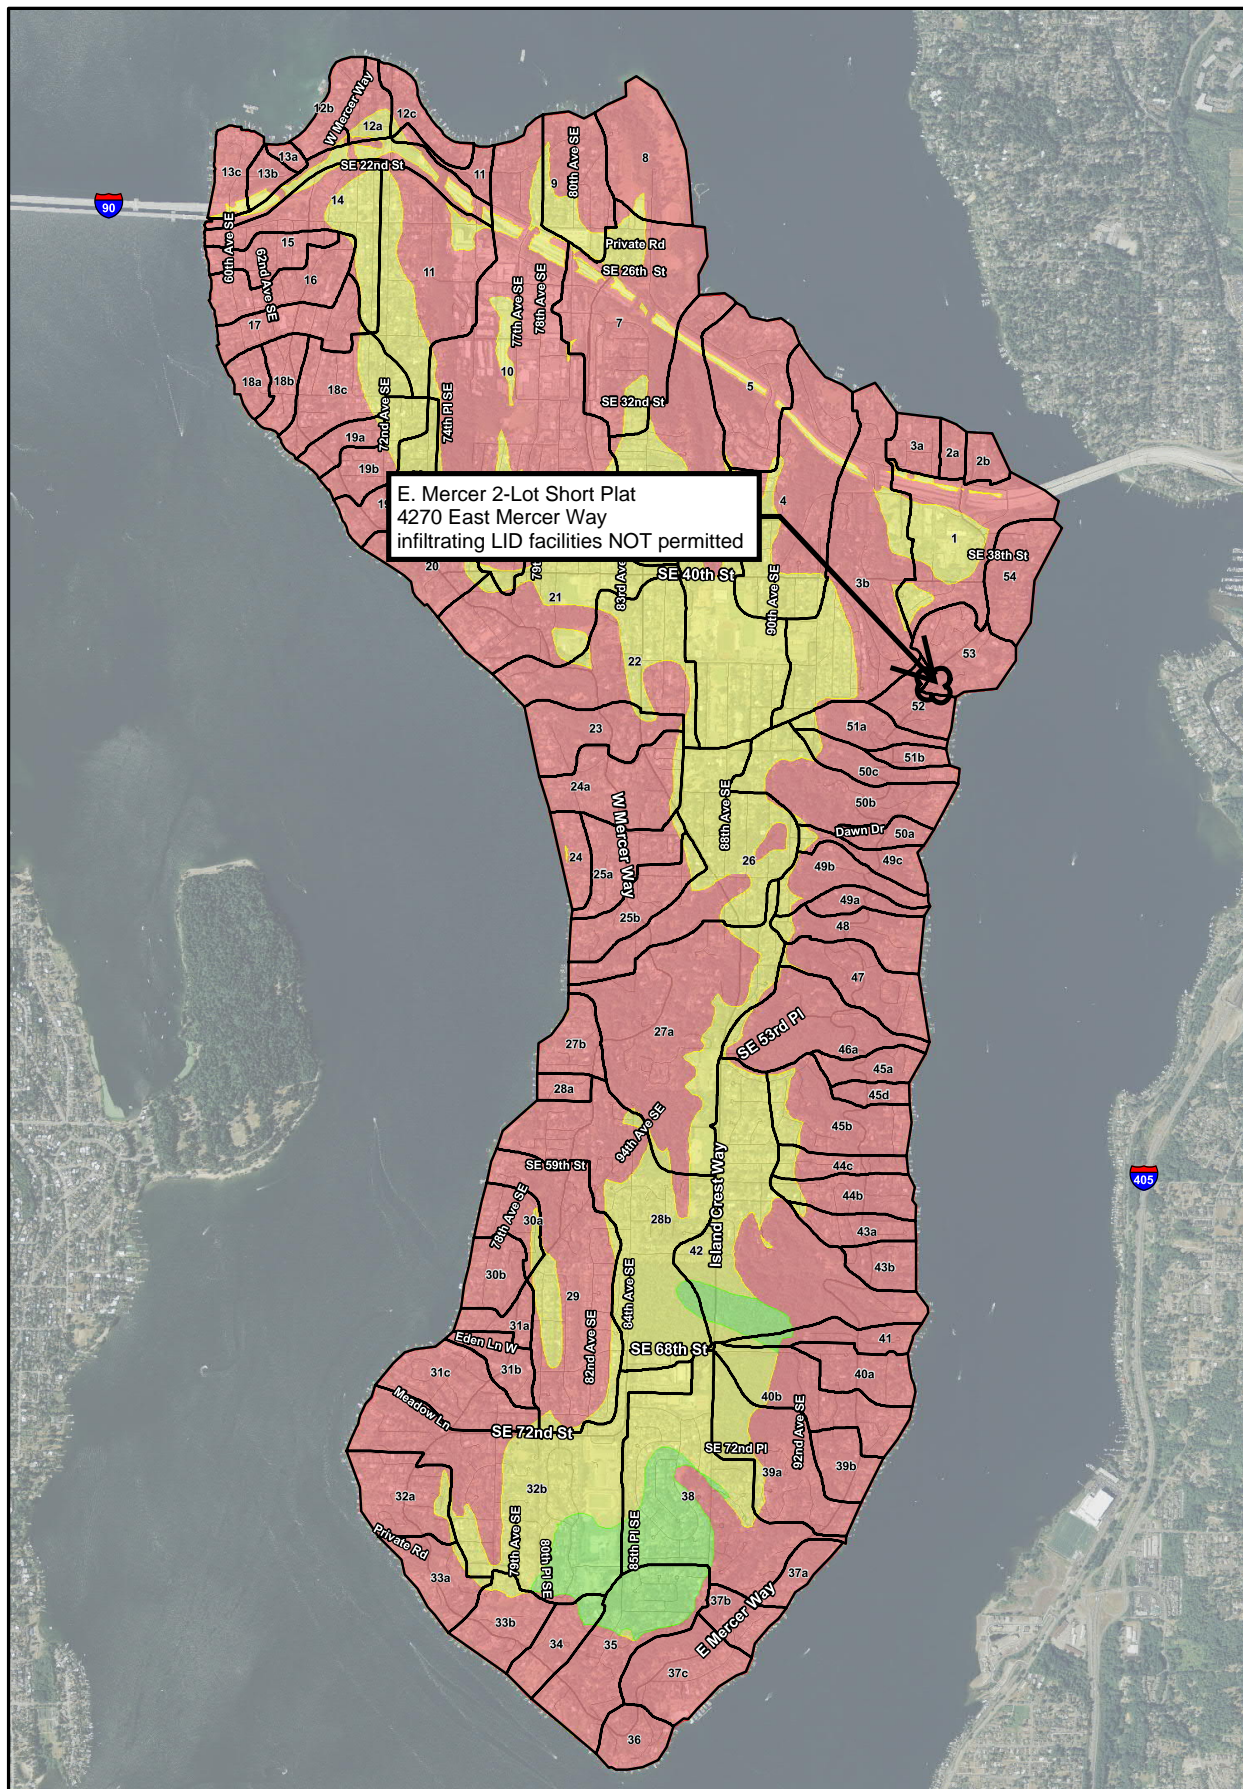 12b
W Mercer Way
12c
12a
13a
13c
13b
SE 22nd St
11
9
80th Ave SE
8
90
14
60th Ave SE
15
62nd Ave SE
16
17
11
77th Ave SE
78th Ave SE
Private Rd
SE 26th St
7
10
5
18a
18b
18c
72nd Ave SE
74th Pl SE
SE 32nd St
19a
19b
3a
2a
2b
E. Mercer 2-Lot Short Plat
4270 East Mercer Way
infiltrating LID facilities NOT permitted
4
1
SE 38th St
54
20
21
83rd Ave
SE 40th St
90th Ave SE
3b
22
53
52
23
51a
51b
50c
24a
50b
W Mercer Way
88th Ave SE
Dawn Dr
50a
24
25a
26
49b
49c
49a
25b
48
47
27a
SE 53rd Pl
27b
46a
45a
28a
45d
94th Ave SE
45b
SE 59th St
Island Crest Way
44c
44b
405
78th Ave SE
30a
28b
42
43a
30b
43b
29
84th Ave SE
31a
Eden Ln W
SE 68th St
41
31c
31b
82nd Ave SE
40a
40b
Meadow Ln
SE 72nd St
SE 72nd Pl
92nd Ave SE
39a
39b
32b
38
32a
Private Rd
79th Ave SE
80th Pl SE
85th Pl SE
33a
37a
37b
E Mercer Way
33b
34
35
37c
36